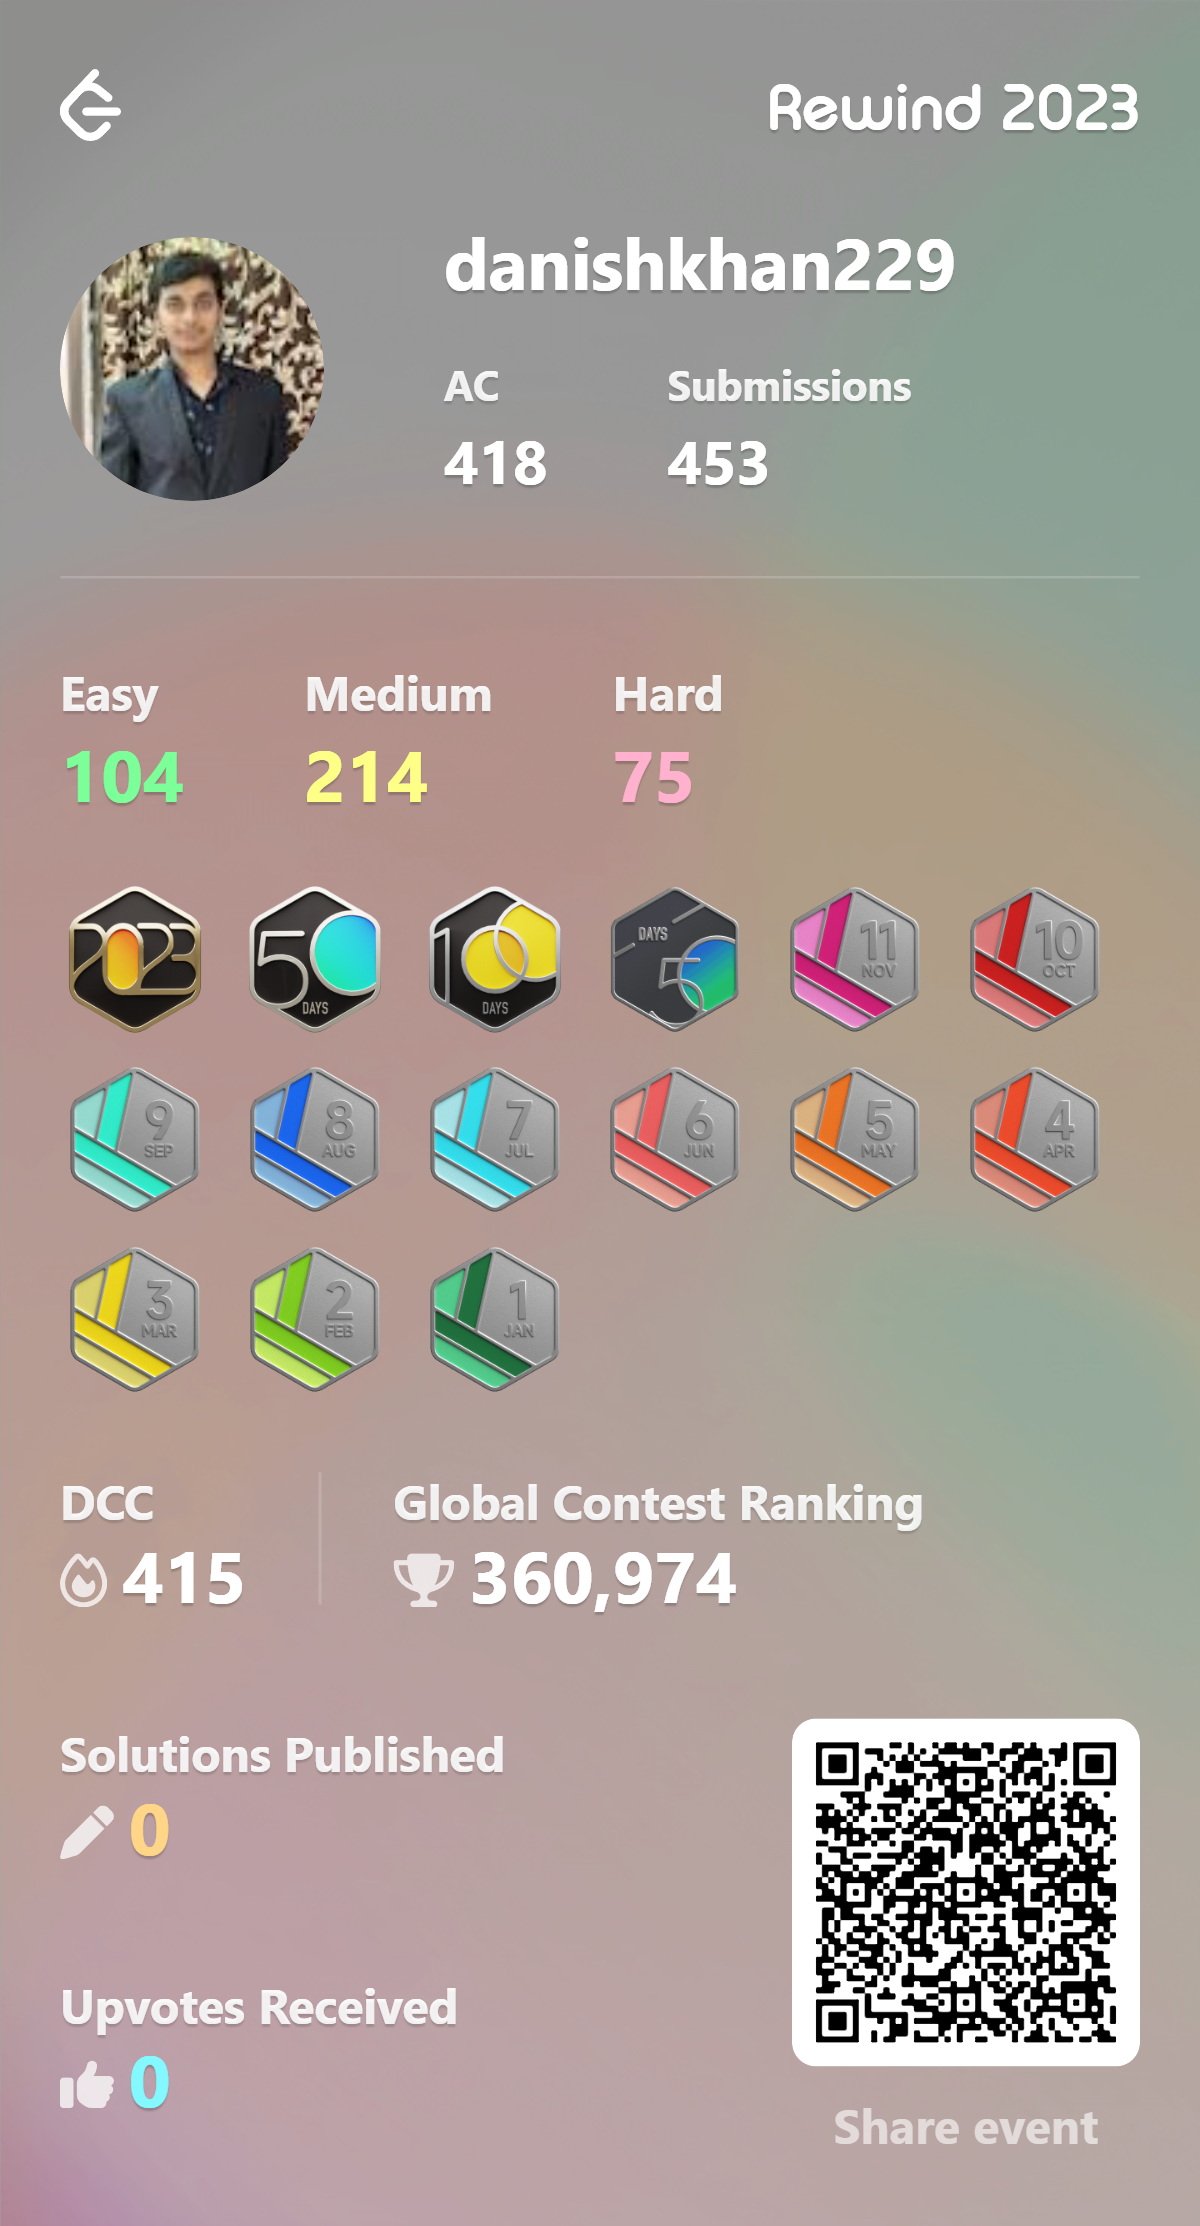 Rewind 2023
danishkhan229
AC Submissions
418 453
Easy Medium Hard
104 214 75
2023 50 DAYS 100 DAYS DAYS 5 11 NOV 10 OCT
9 SEP 8 AUG 7 JUL 6 JUN 5 MAY 4 APR
3 MAR 2 FEB 1 JAN
DCC Global Contest Ranking
415 360,974
Solutions Published
0
Upvotes Received
0
Share event